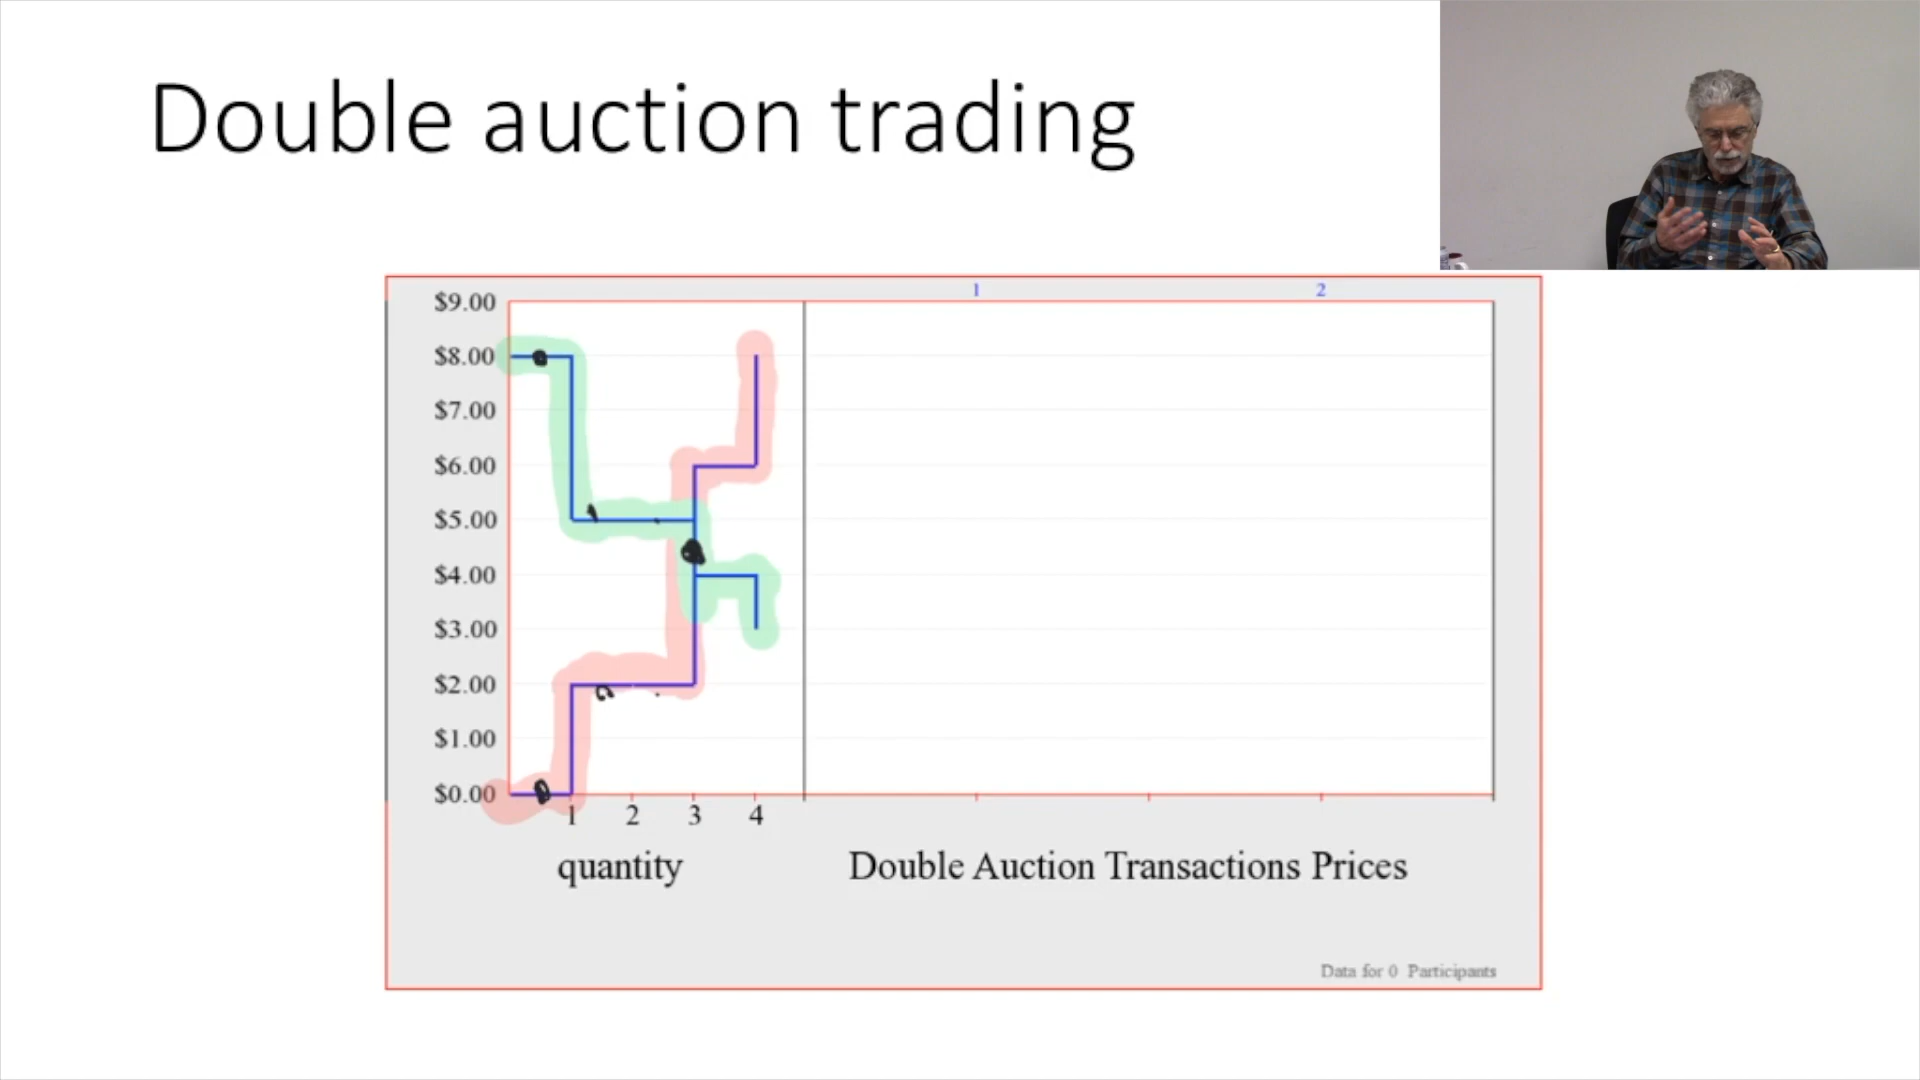 Double auction trading
1 2
$9.00
$8.00
$7.00
$6.00
$5.00
$4.00
$3.00
$2.00
$1.00
$0.00
1 2 3 4
quantity Double Auction Transactions Prices
Data for 0 Participants